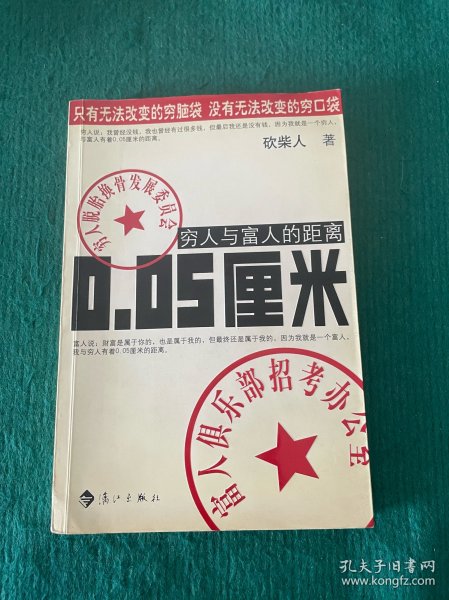 只有无法改变的穷脑袋 没有无法改变的穷口袋
穷人说：我曾经没钱，我也曾经有过很多钱，但最后我还是没有钱，因为我就是一个穷人，
与富人有着0.05厘米的距离。
砍柴人 著
穷人脱胎换骨发展委员会
穷人与富人的距离
0.05厘米
富人说：财富是属于你的，也是属于我的，但最终还是属于我的，因为我就是一个富人，
我与穷人有着0.05厘米的距离。
富人俱乐部招考办公室
漓江出版社
孔夫子旧书网
www.kongfz.com